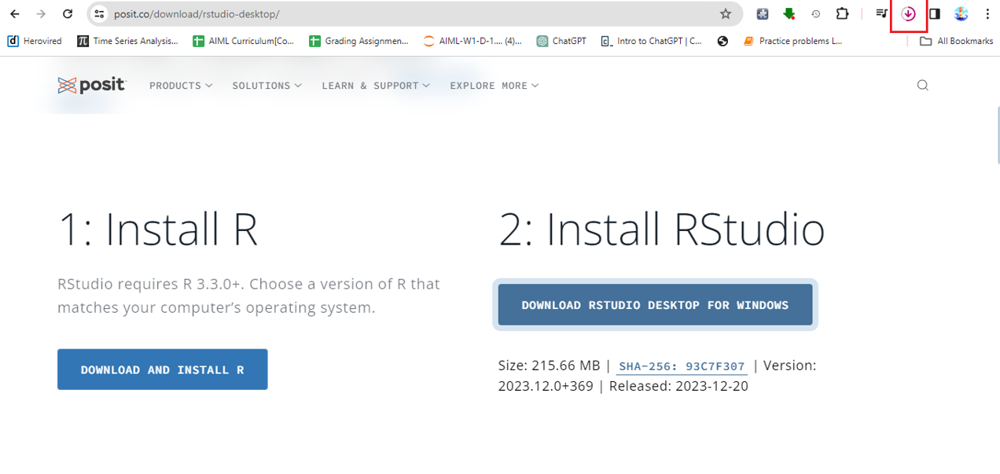 posit.co/download/rstudio-desktop/
Herovired Time Series Analysis... AIML Curriculum[Co... Grading Assignmen... AIML-W1-D-1.... (4)... ChatGPT Intro to ChatGPT | C... Practice problems L... All Bookmarks
posit PRODUCTS SOLUTIONS LEARN & SUPPORT EXPLORE MORE
1: Install R
RStudio requires R 3.3.0+. Choose a version of R that
matches your computer’s operating system.
DOWNLOAD AND INSTALL R
2: Install RStudio
DOWNLOAD RSTUDIO DESKTOP FOR WINDOWS
Size: 215.66 MB | SHA-256: 93C7F307 | Version:
2023.12.0+369 | Released: 2023-12-20